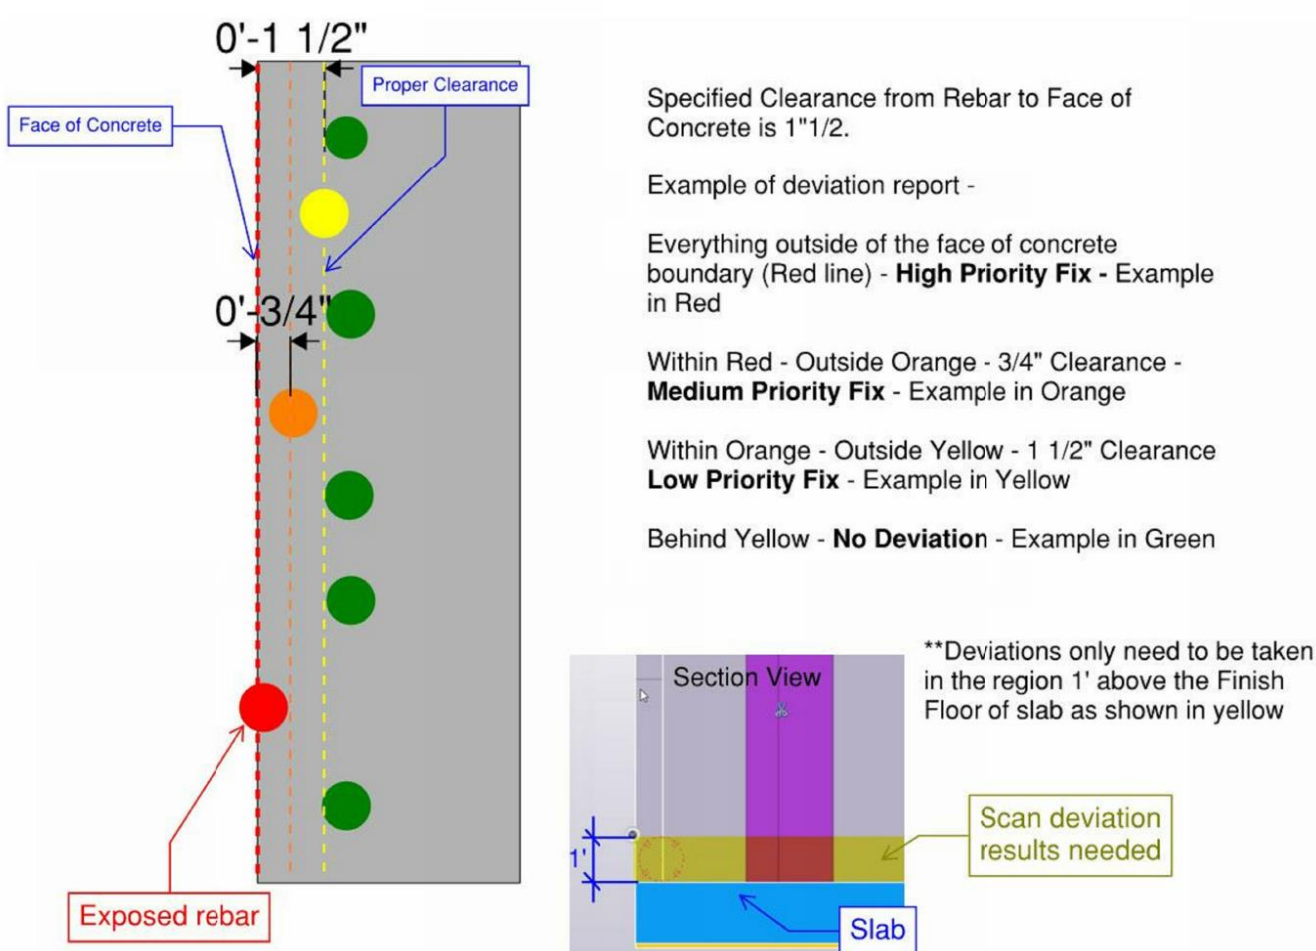 0'-1 1/2"
Proper Clearance
Face of Concrete
0'-3/4"
Exposed rebar
Specified Clearance from Rebar to Face of
Concrete is 1"1/2.
Example of deviation report -
Everything outside of the face of concrete
boundary (Red line) - High Priority Fix - Example
in Red
Within Red - Outside Orange - 3/4" Clearance -
Medium Priority Fix - Example in Orange
Within Orange - Outside Yellow - 1 1/2" Clearance
Low Priority Fix - Example in Yellow
Behind Yellow - No Deviation - Example in Green
Section View
1'
Slab
**Deviations only need to be taken
in the region 1' above the Finish
Floor of slab as shown in yellow
Scan deviation
results needed